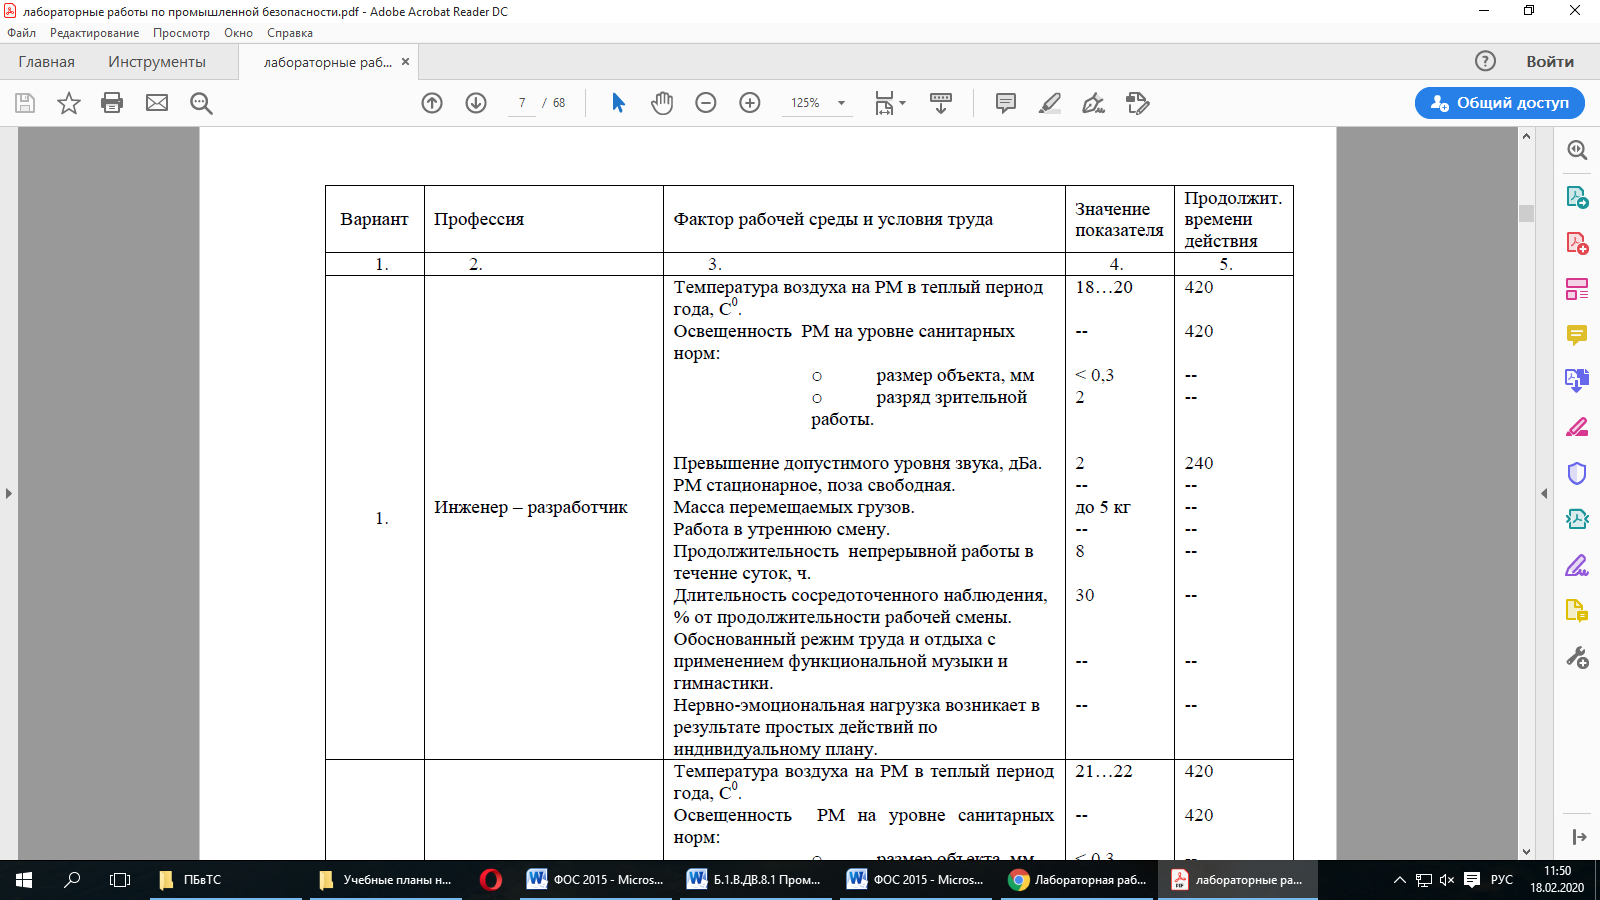 лабораторные работы по промышленной безопасности.pdf - Adobe Acrobat Reader DC
Файл Редактирование Просмотр Окно Справка
Главная Инструменты лабораторные раб... × Войти
7 / 68 125% Общий доступ
Вариант Профессия Фактор рабочей среды и условия труда Значение показателя Продолжит. времени действия
1. 2. 3. 4. 5.
1. Инженер – разработчик
Температура воздуха на РМ в теплый период 18…20 420
года, С⁰.
Освещенность РМ на уровне санитарных -- 420
норм:
o размер объекта, мм < 0,3 --
o разряд зрительной 2 --
работы.
Превышение допустимого уровня звука, дБа. 2 240
РМ стационарное, поза свободная. -- --
Масса перемещаемых грузов. до 5 кг --
Работа в утреннюю смену. -- --
Продолжительность непрерывной работы в 8 --
течение суток, ч.
Длительность сосредоточенного наблюдения, 30 --
% от продолжительности рабочей смены.
Обоснованный режим труда и отдыха с
применением функциональной музыки и -- --
гимнастики.
Нервно-эмоциональная нагрузка возникает в -- --
результате простых действий по
индивидуальному плану.
Температура воздуха на РМ в теплый период 21…22 420
года, С⁰.
Освещенность РМ на уровне санитарных -- 420
норм:
o размер объекта, мм < 0,3 --
ПБвТС Учебные планы н... ФОС 2015 - Micros... Б.1.В.ДВ.8.1 Пром... ФОС 2015 - Micros... Лабораторная раб... лабораторные ра... РУС 11:50
18.02.2020